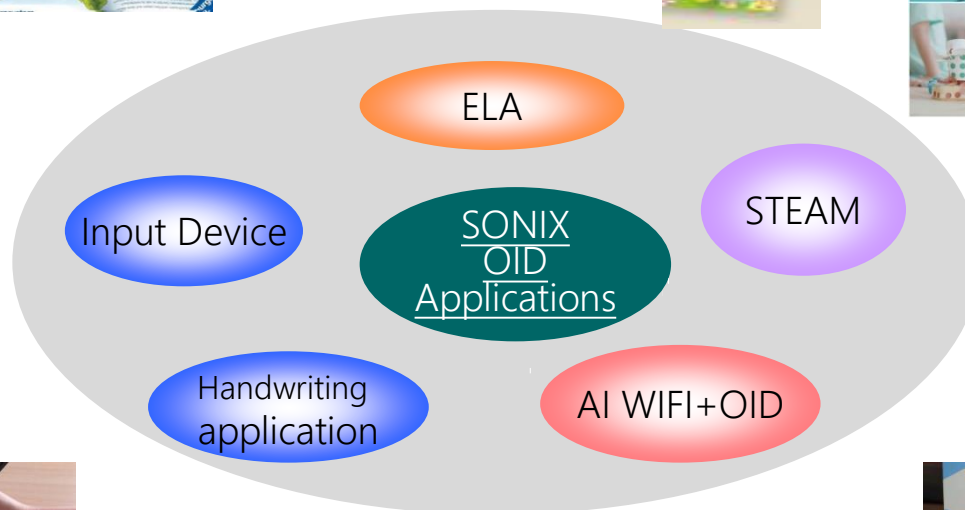 ELA
STEAM
Input Device
SONIX
OID
Applications
Handwriting
application
AI WIFI+OID